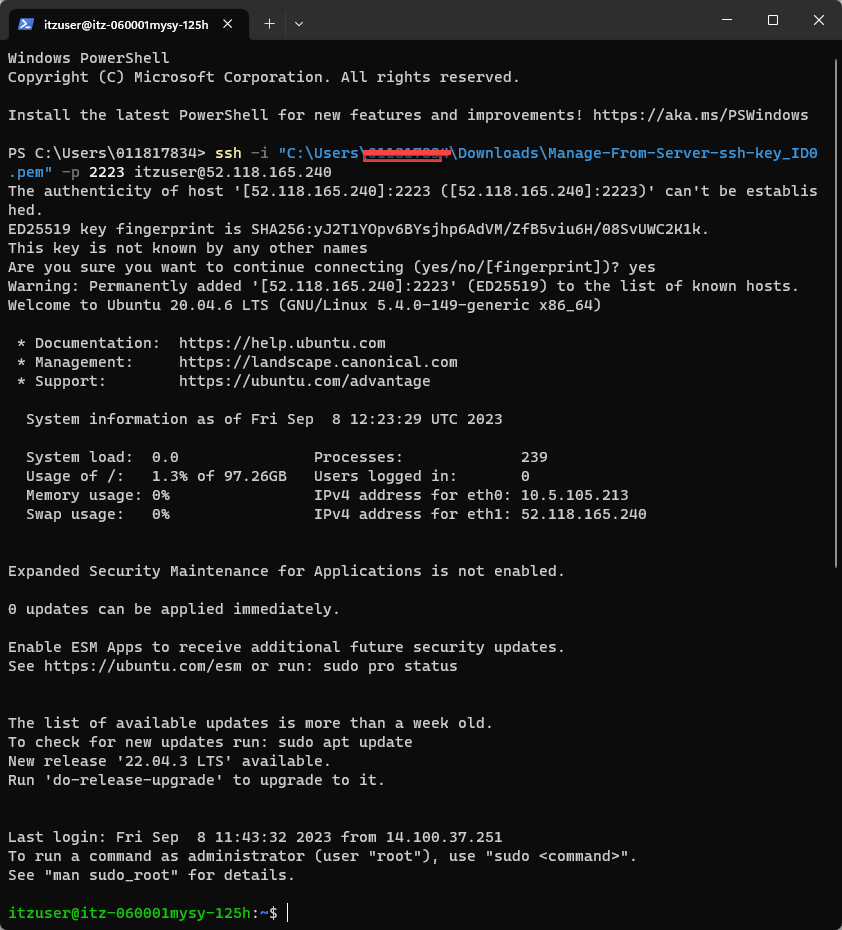 itzuser@itz-060001mysy-125h
Windows PowerShell
Copyright (C) Microsoft Corporation. All rights reserved.
Install the latest PowerShell for new features and improvements! https://aka.ms/PSWindows
PS C:\Users\011817834> ssh -i "C:\Users\\Downloads\Manage-From-Server-ssh-key_ID0
.pem" -p 2223 itzuser@52.118.165.240
The authenticity of host '[52.118.165.240]:2223 ([52.118.165.240]:2223)' can't be establis
hed.
ED25519 key fingerprint is SHA256:yJ2T1YOpv6BYsjhp6AdVM/ZfB5viu6H/08SvUWC2K1k.
This key is not known by any other names
Are you sure you want to continue connecting (yes/no/[fingerprint])? yes
Warning: Permanently added '[52.118.165.240]:2223' (ED25519) to the list of known hosts.
Welcome to Ubuntu 20.04.6 LTS (GNU/Linux 5.4.0-149-generic x86_64)
* Documentation:  https://help.ubuntu.com
* Management:     https://landscape.canonical.com
* Support:        https://ubuntu.com/advantage
System information as of Fri Sep  8 12:23:29 UTC 2023
System load:  0.0               Processes:             239
Usage of /:   1.3% of 97.26GB   Users logged in:       0
Memory usage: 0%                IPv4 address for eth0: 10.5.105.213
Swap usage:   0%                IPv4 address for eth1: 52.118.165.240
Expanded Security Maintenance for Applications is not enabled.
0 updates can be applied immediately.
Enable ESM Apps to receive additional future security updates.
See https://ubuntu.com/esm or run: sudo pro status
The list of available updates is more than a week old.
To check for new updates run: sudo apt update
New release '22.04.3 LTS' available.
Run 'do-release-upgrade' to upgrade to it.
Last login: Fri Sep  8 11:43:32 2023 from 14.100.37.251
To run a command as administrator (user "root"), use "sudo <command>".
See "man sudo_root" for details.
itzuser@itz-060001mysy-125h:~$